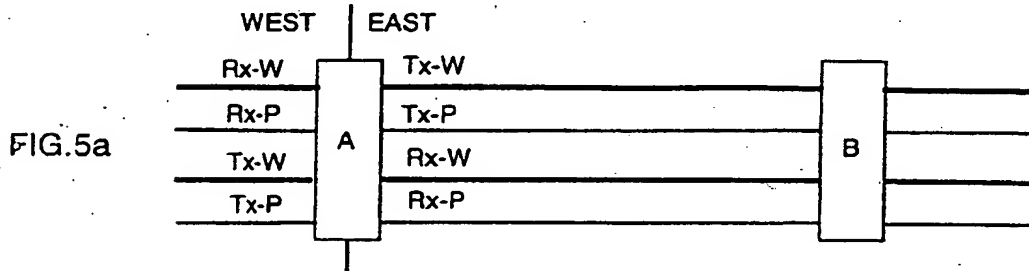 WEST EAST
Rx-W Tx-W
Rx-P Tx-P
FIG.5a A B
Tx-W Rx-W
Tx-P Rx-P